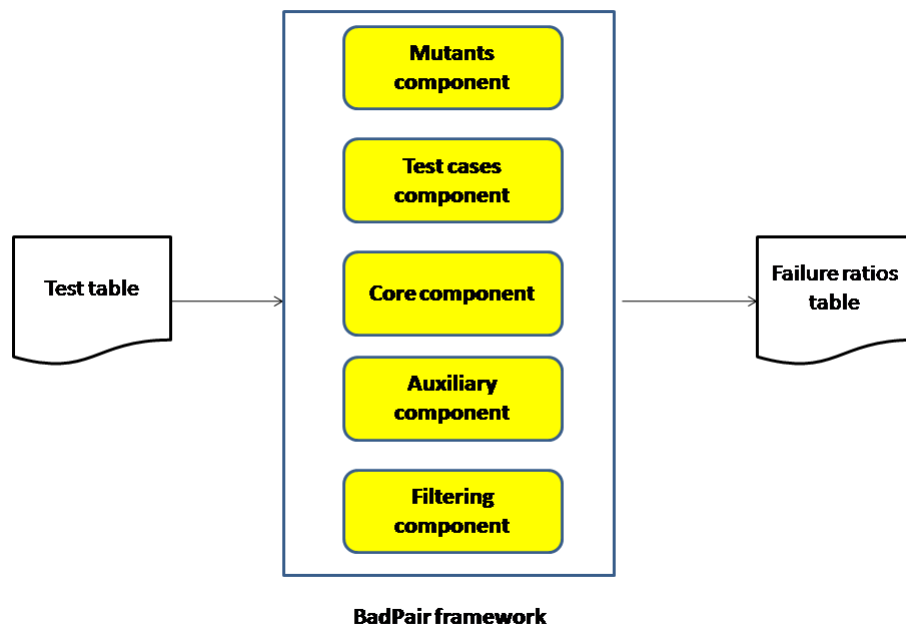 Mutants
component
Test cases
component
Test table
Core component
Failure ratios
table
Auxiliary
component
Filtering
component
BadPair framework